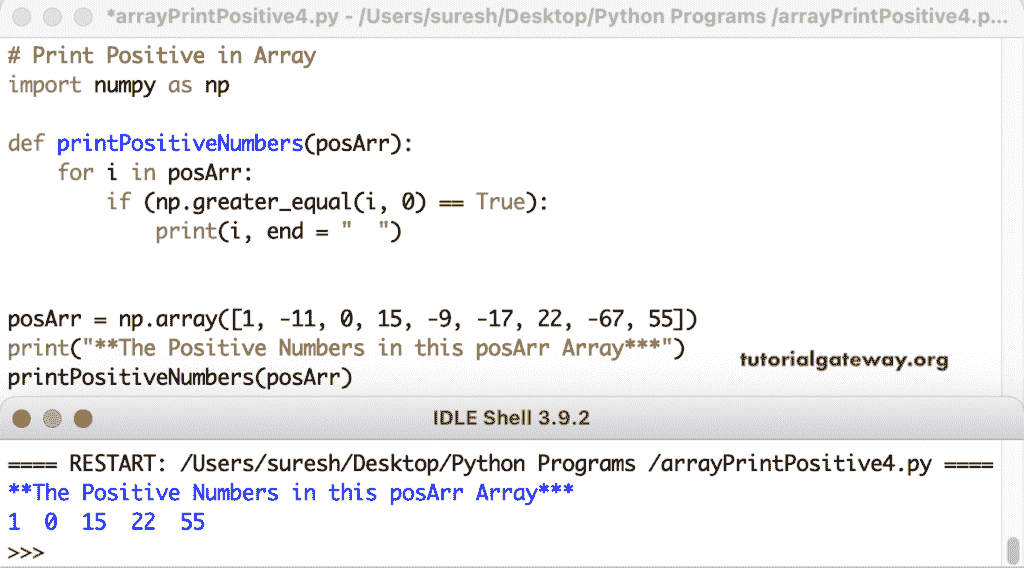 *arrayPrintPositive4.py - /Users/suresh/Desktop/Python Programs /arrayPrintPositive4.p...
# Print Positive in Array
import numpy as np
def printPositiveNumbers(posArr):
    for i in posArr:
        if (np.greater_equal(i, 0) == True):
            print(i, end = "  ")
posArr = np.array([1, -11, 0, 15, -9, -17, 22, -67, 55])
print("**The Positive Numbers in this posArr Array***")
printPositiveNumbers(posArr)
tutorialgateway.org
IDLE Shell 3.9.2
==== RESTART: /Users/suresh/Desktop/Python Programs /arrayPrintPositive4.py ====
**The Positive Numbers in this posArr Array***
1  0  15  22  55
>>>